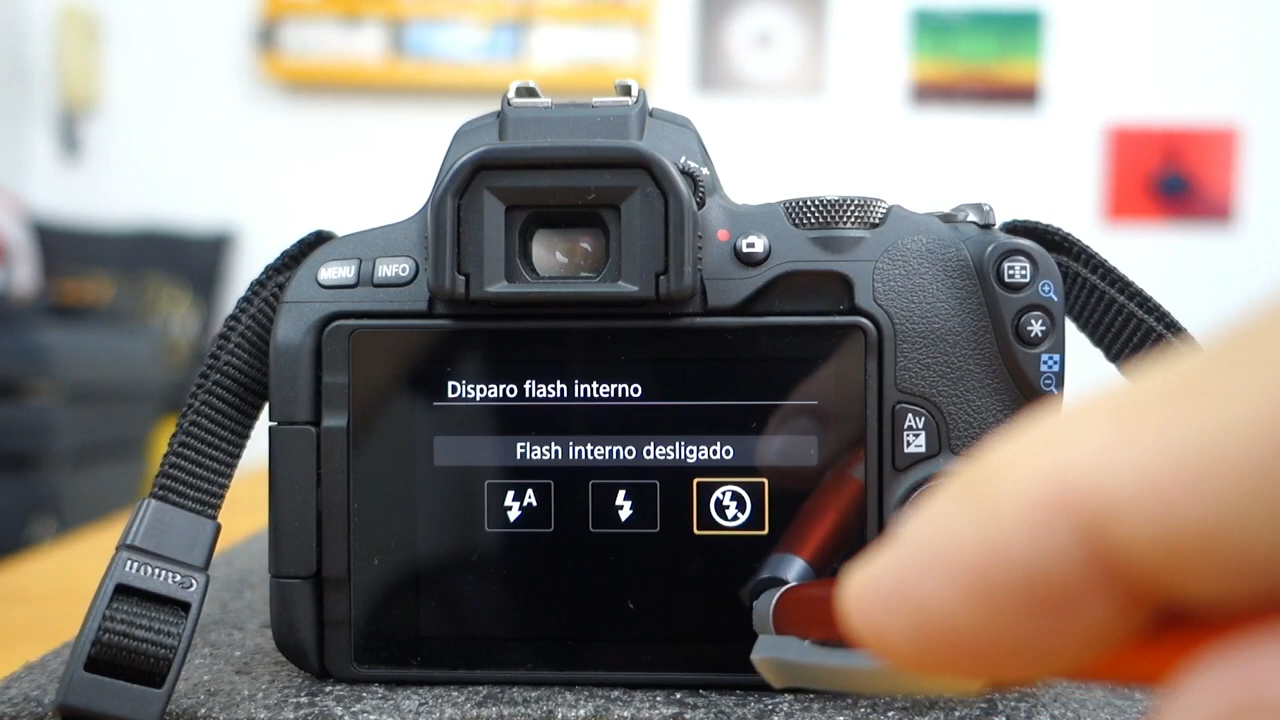 MENU
INFO
Disparo flash interno
Flash interno desligado
A
Av
Canon